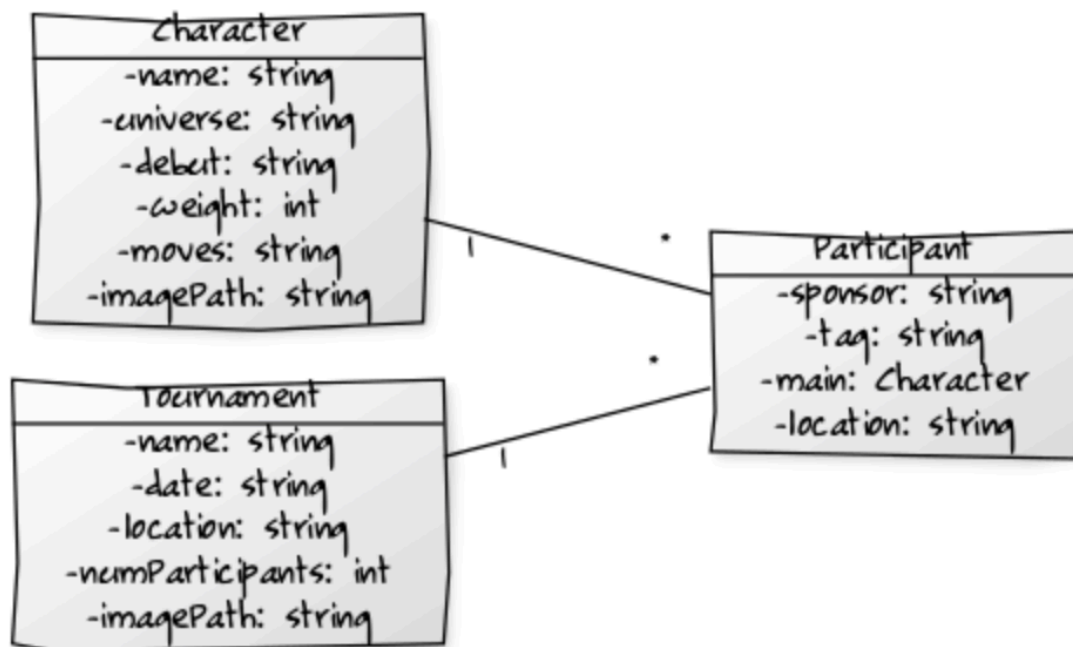 Character
-name: string
-universe: string
-debut: string
-weight: int
-moves: string
-imagePath: string
1
*
Participant
-sponsor: string
-tag: string
-main: Character
-location: string
*
1
Tournament
-name: string
-date: string
-location: string
-numParticipants: int
-imagePath: string